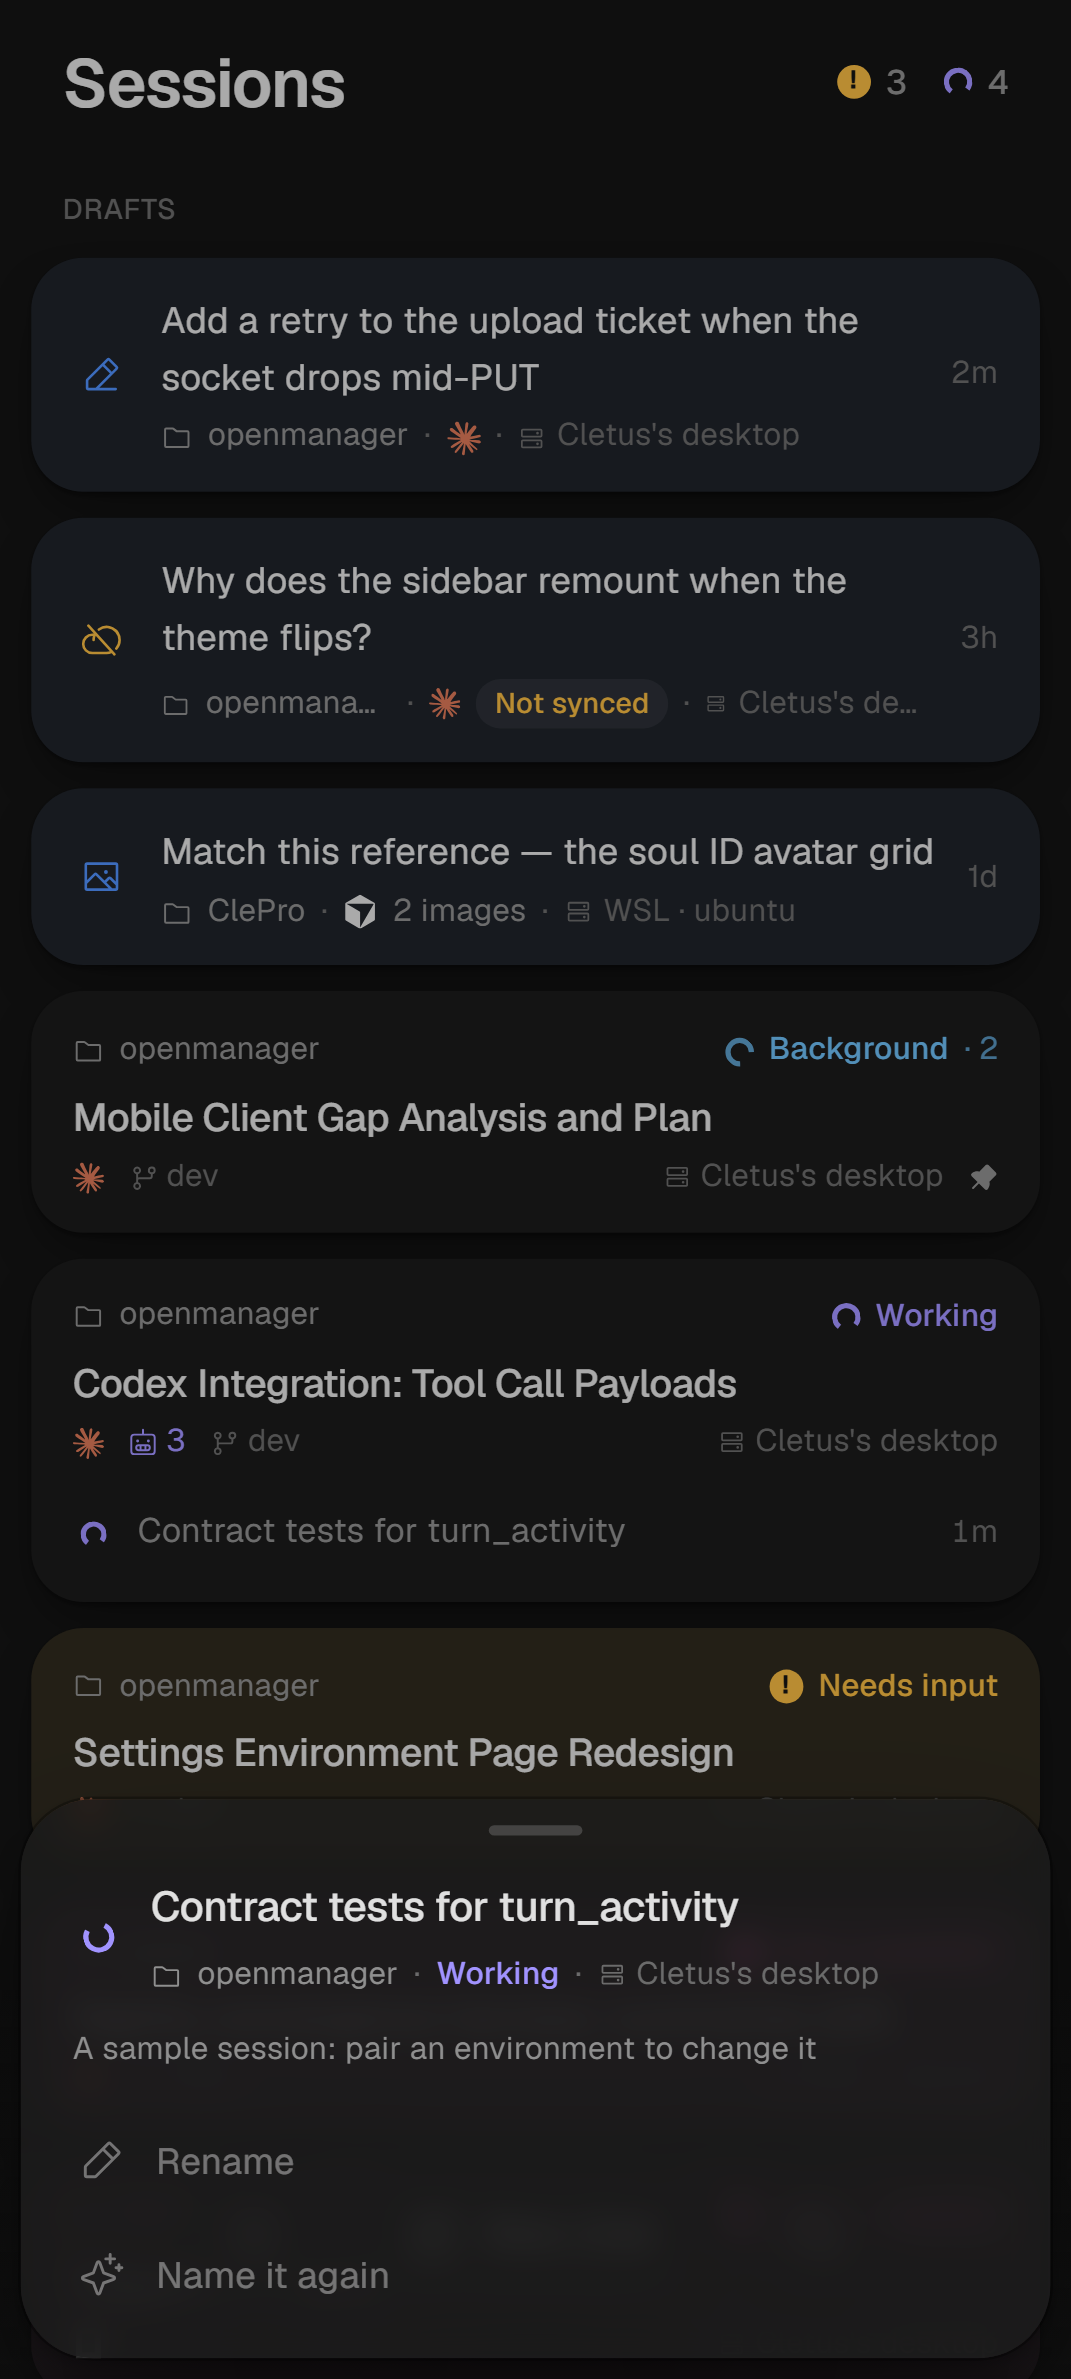 Sessions
3 4
DRAFTS
Add a retry to the upload ticket when the
socket drops mid-PUT
2m
openmanager · · Cletus's desktop
Why does the sidebar remount when the
theme flips?
3h
openmana... · Not synced · Cletus's de...
Match this reference — the soul ID avatar grid
1d
ClePro · 2 images · WSL · ubuntu
openmanager Background · 2
Mobile Client Gap Analysis and Plan
dev Cletus's desktop
openmanager Working
Codex Integration: Tool Call Payloads
3 dev Cletus's desktop
Contract tests for turn_activity 1m
openmanager Needs input
Settings Environment Page Redesign
Contract tests for turn_activity
openmanager · Working · Cletus's desktop
A sample session: pair an environment to change it
Rename
Name it again